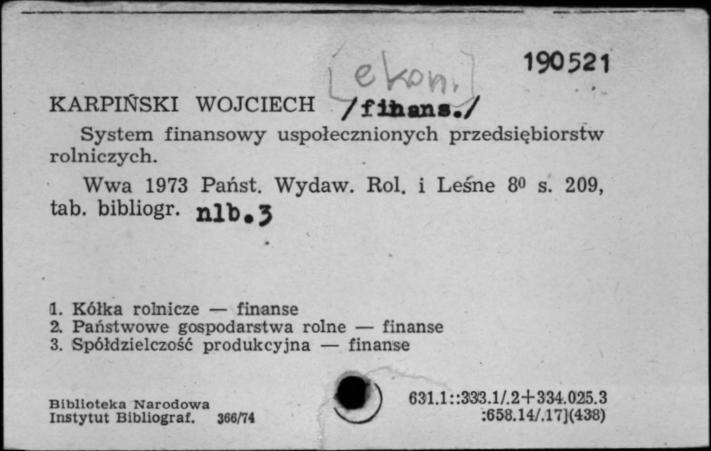 190521
[ekon.]
KARPIŃSKI WOJCIECH /finans./
System finansowy uspołecznionych przedsiębiorstw
rolniczych.
Wwa 1973 Państ. Wydaw. Rol. i Leśne 8⁰ s. 209,
tab. bibliogr. nlb.3
1. Kółka rolnicze — finanse
2. Państwowe gospodarstwa rolne — finanse
3. Spółdzielczość produkcyjna — finanse
Biblioteka Narodowa
Instytut Bibliograf. 366/74
631.1::333.1/.2+334.025.3
:658.14/.17](438)